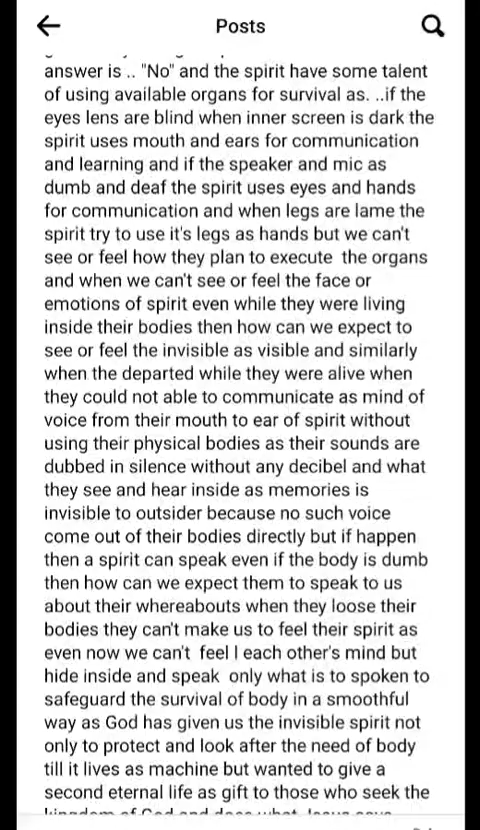 Posts
answer is .. "No" and the spirit have some talent
of using available organs for survival as. ..if the
eyes lens are blind when inner screen is dark the
spirit uses mouth and ears for communication
and learning and if the speaker and mic as
dumb and deaf the spirit uses eyes and hands
for communication and when legs are lame the
spirit try to use it's legs as hands but we can't
see or feel how they plan to execute the organs
and when we can't see or feel the face or
emotions of spirit even while they were living
inside their bodies then how can we expect to
see or feel the invisible as visible and similarly
when the departed while they were alive when
they could not able to communicate as mind of
voice from their mouth to ear of spirit without
using their physical bodies as their sounds are
dubbed in silence without any decibel and what
they see and hear inside as memories is
invisible to outsider because no such voice
come out of their bodies directly but if happen
then a spirit can speak even if the body is dumb
then how can we expect them to speak to us
about their whereabouts when they loose their
bodies they can't make us to feel their spirit as
even now we can't feel l each other's mind but
hide inside and speak only what is to spoken to
safeguard the survival of body in a smoothful
way as God has given us the invisible spirit not
only to protect and look after the need of body
till it lives as machine but wanted to give a
second eternal life as gift to those who seek the
kingdom of God and does what Jesus